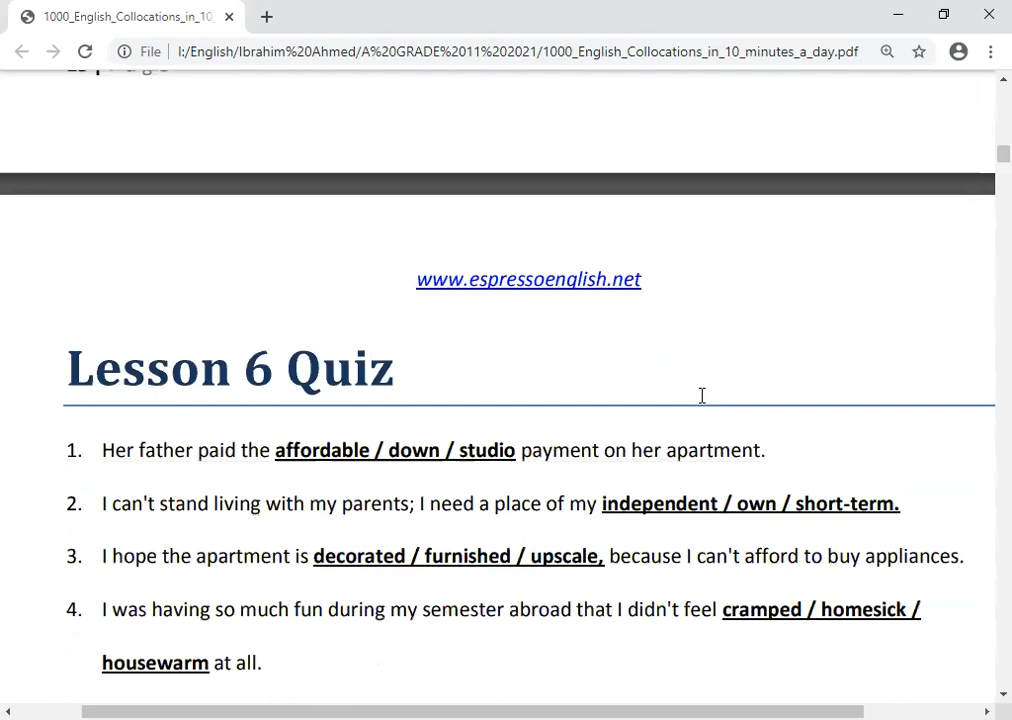 1000_English_Collocations_in_10_
File
I:/English/Ibrahim%20Ahmed/A%20GRADE%2011%202021/1000_English_Collocations_in_10_minutes_a_day.pdf
www.espressoenglish.net
Lesson 6 Quiz
1. Her father paid the affordable / down / studio payment on her apartment.
2. I can't stand living with my parents; I need a place of my independent / own / short-term.
3. I hope the apartment is decorated / furnished / upscale, because I can't afford to buy appliances.
4. I was having so much fun during my semester abroad that I didn't feel cramped / homesick /
housewarm at all.